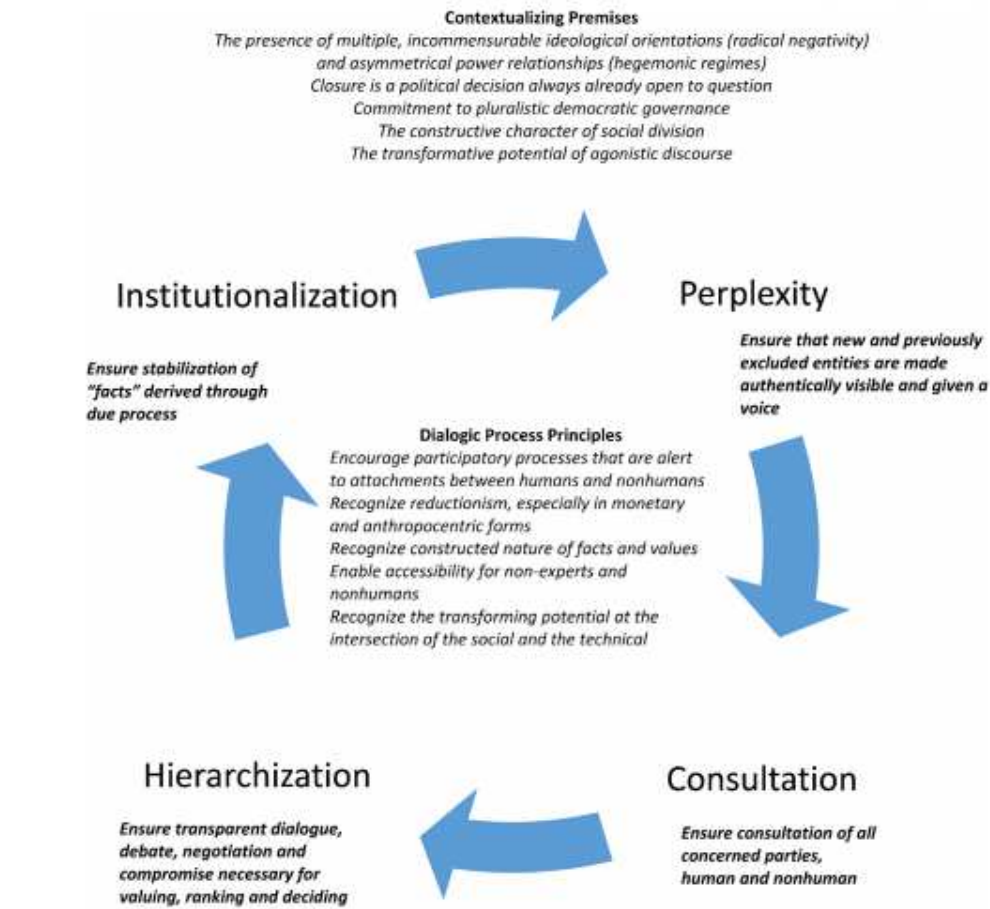 Contextualizing Premises
The presence of multiple, incommensurable ideological orientations (radical negativity)
and asymmetrical power relationships (hegemonic regimes)
Closure is a political decision always already open to question
Commitment to pluralistic democratic governance
The constructive character of social division
The transformative potential of agonistic discourse
Institutionalization
Ensure stabilization of
"facts" derived through
due process
Perplexity
Ensure that new and previously
excluded entities are made
authentically visible and given a
voice
Dialogic Process Principles
Encourage participatory processes that are alert
to attachments between humans and nonhumans
Recognize reductionism, especially in monetary
and anthropocentric forms
Recognize constructed nature of facts and values
Enable accessibility for non-experts and
nonhumans
Recognize the transforming potential at the
intersection of the social and the technical
Hierarchization
Ensure transparent dialogue,
debate, negotiation and
compromise necessary for
valuing, ranking and deciding
Consultation
Ensure consultation of all
concerned parties,
human and nonhuman